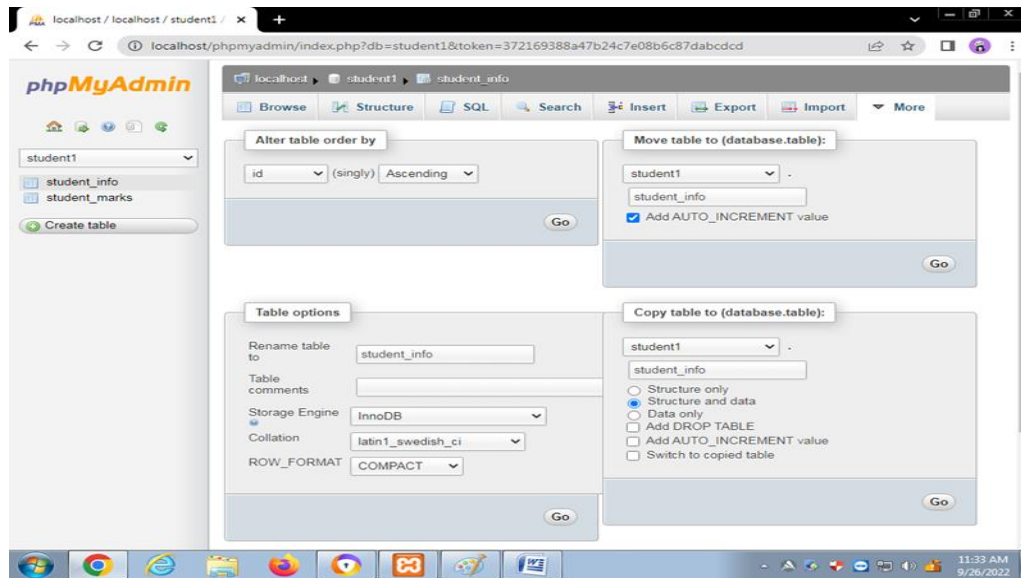 localhost / localhost / student1 /
localhost/phpmyadmin/index.php?db=student1&token=372169388a47b24c7e08b6c87dabcdcd
phpMyAdmin
student1
student_info
student_marks
Create table
localhost student1 student_info
Browse Structure SQL Search Insert Export Import More
Alter table order by
id (singly) Ascending
Go
Move table to (database.table):
student1 .
student_info
Add AUTO_INCREMENT value
Go
Table options
Rename table
to
student_info
Table
comments
Storage Engine InnoDB
Collation latin1_swedish_ci
ROW_FORMAT COMPACT
Go
Copy table to (database.table):
student1 .
student_info
Structure only
Structure and data
Data only
Add DROP TABLE
Add AUTO_INCREMENT value
Switch to copied table
Go
11:33 AM
9/26/2022